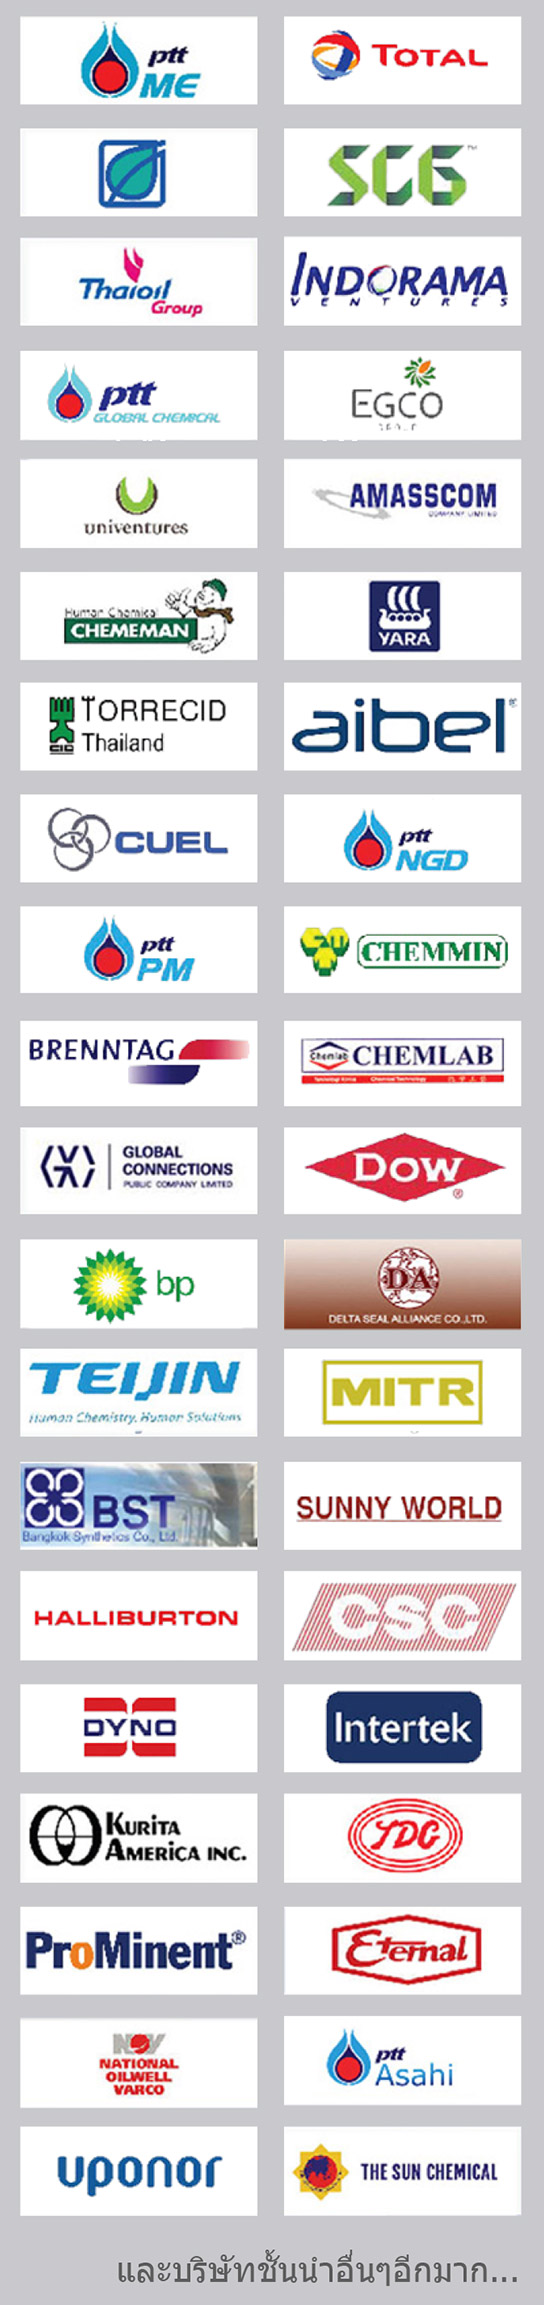 ptt
ME
TOTAL
SCG™
Thaioil
Group
INDORAMA
VENTURES
ptt
GLOBAL CHEMICAL
EGCO
GROUP
univentures
AMASSCOM
COMPANY LIMITED
Human Chemical
CHEMEMAN
YARA
TORRECID
Thailand
CID
aibel®
CUEL
ptt
NGD
ptt
PM
CHEMMIN
BRENNTAG
Chemlab
CHEMLAB
GLOBAL
CONNECTIONS
PUBLIC COMPANY LIMITED
DOW®
bp
DA
DELTA SEAL ALLIANCE CO.,LTD.
TEIJIN
Human Chemistry, Human Solutions
MITR
BST
Bangkok Synthetics Co., Ltd.
SUNNY WORLD
HALLIBURTON
CSC
DYNO
Intertek
KURITA
AMERICA INC.
TDC
ProMinent®
Eternal
NOV
NATIONAL
OILWELL
VARCO
ptt
Asahi
uponor
THE SUN CHEMICAL
และบริษัทชั้นนำอื่นๆอีกมาก...